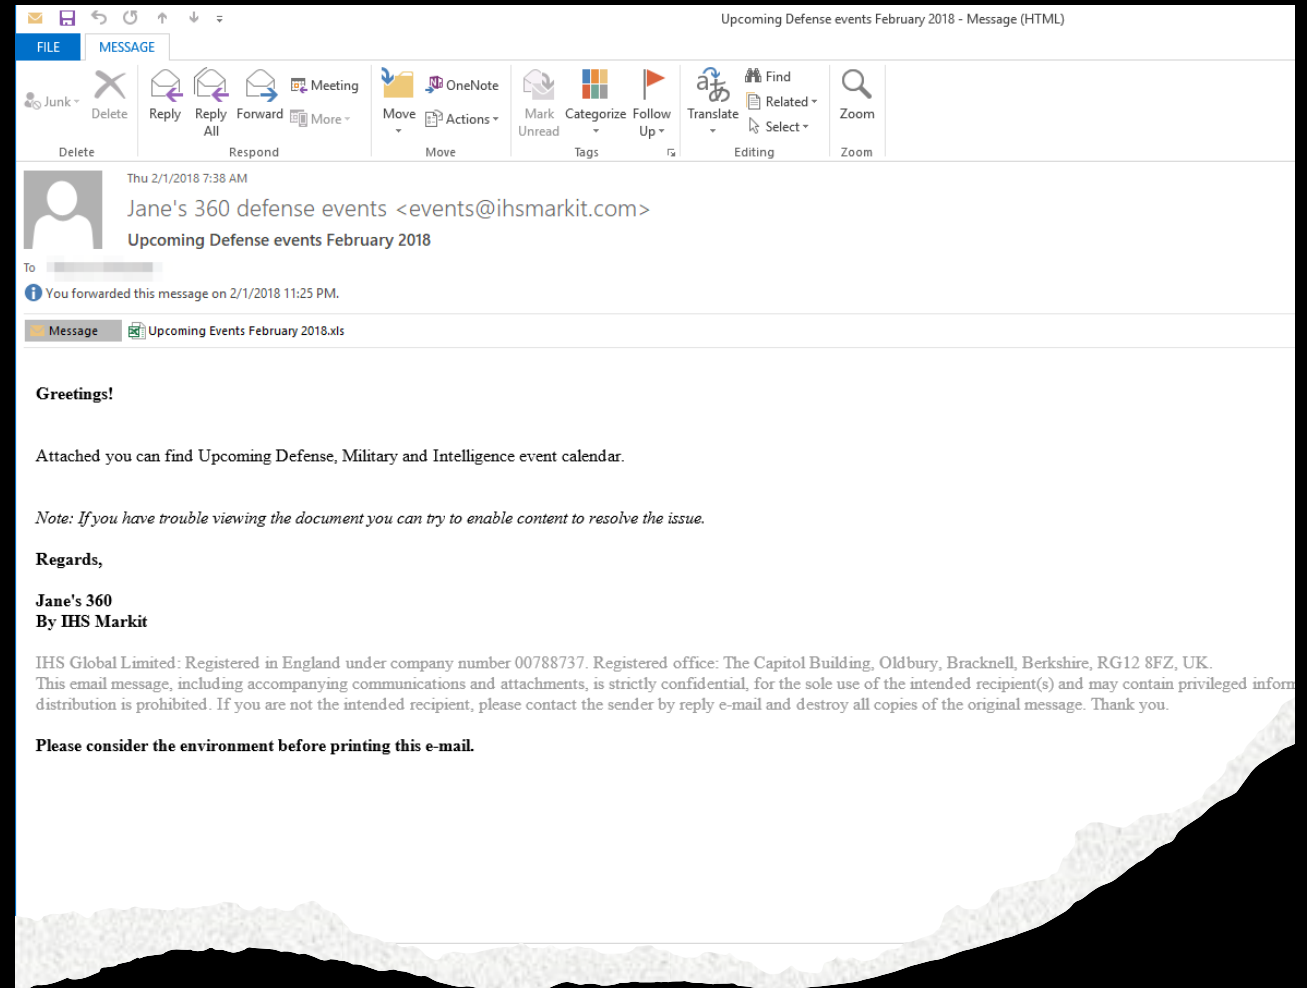 Upcoming Defense events February 2018 - Message (HTML)
FILE MESSAGE
Junk
Delete
Reply
Reply All
Forward
Meeting
More
Move
OneNote
Actions
Mark Unread
Categorize
Follow Up
Translate
Find
Related
Select
Zoom
Delete Respond Move Tags Editing Zoom
Thu 2/1/2018 7:38 AM
Jane's 360 defense events <events@ihsmarkit.com>
Upcoming Defense events February 2018
To
You forwarded this message on 2/1/2018 11:25 PM.
Message Upcoming Events February 2018.xls
Greetings!
Attached you can find Upcoming Defense, Military and Intelligence event calendar.
Note: If you have trouble viewing the document you can try to enable content to resolve the issue.
Regards,
Jane's 360
By IHS Markit
IHS Global Limited: Registered in England under company number 00788737. Registered office: The Capitol Building, Oldbury, Bracknell, Berkshire, RG12 8FZ, UK.
This email message, including accompanying communications and attachments, is strictly confidential, for the sole use of the intended recipient(s) and may contain privileged inform
distribution is prohibited. If you are not the intended recipient, please contact the sender by reply e-mail and destroy all copies of the original message. Thank you.
Please consider the environment before printing this e-mail.